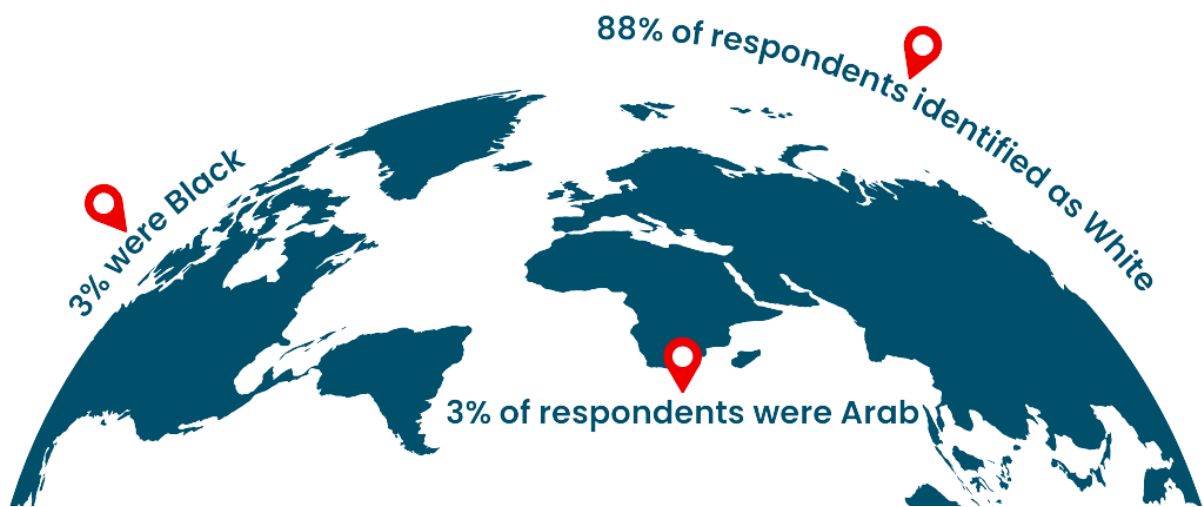 88% of respondents identified as White
3% were Black
3% of respondents were Arab